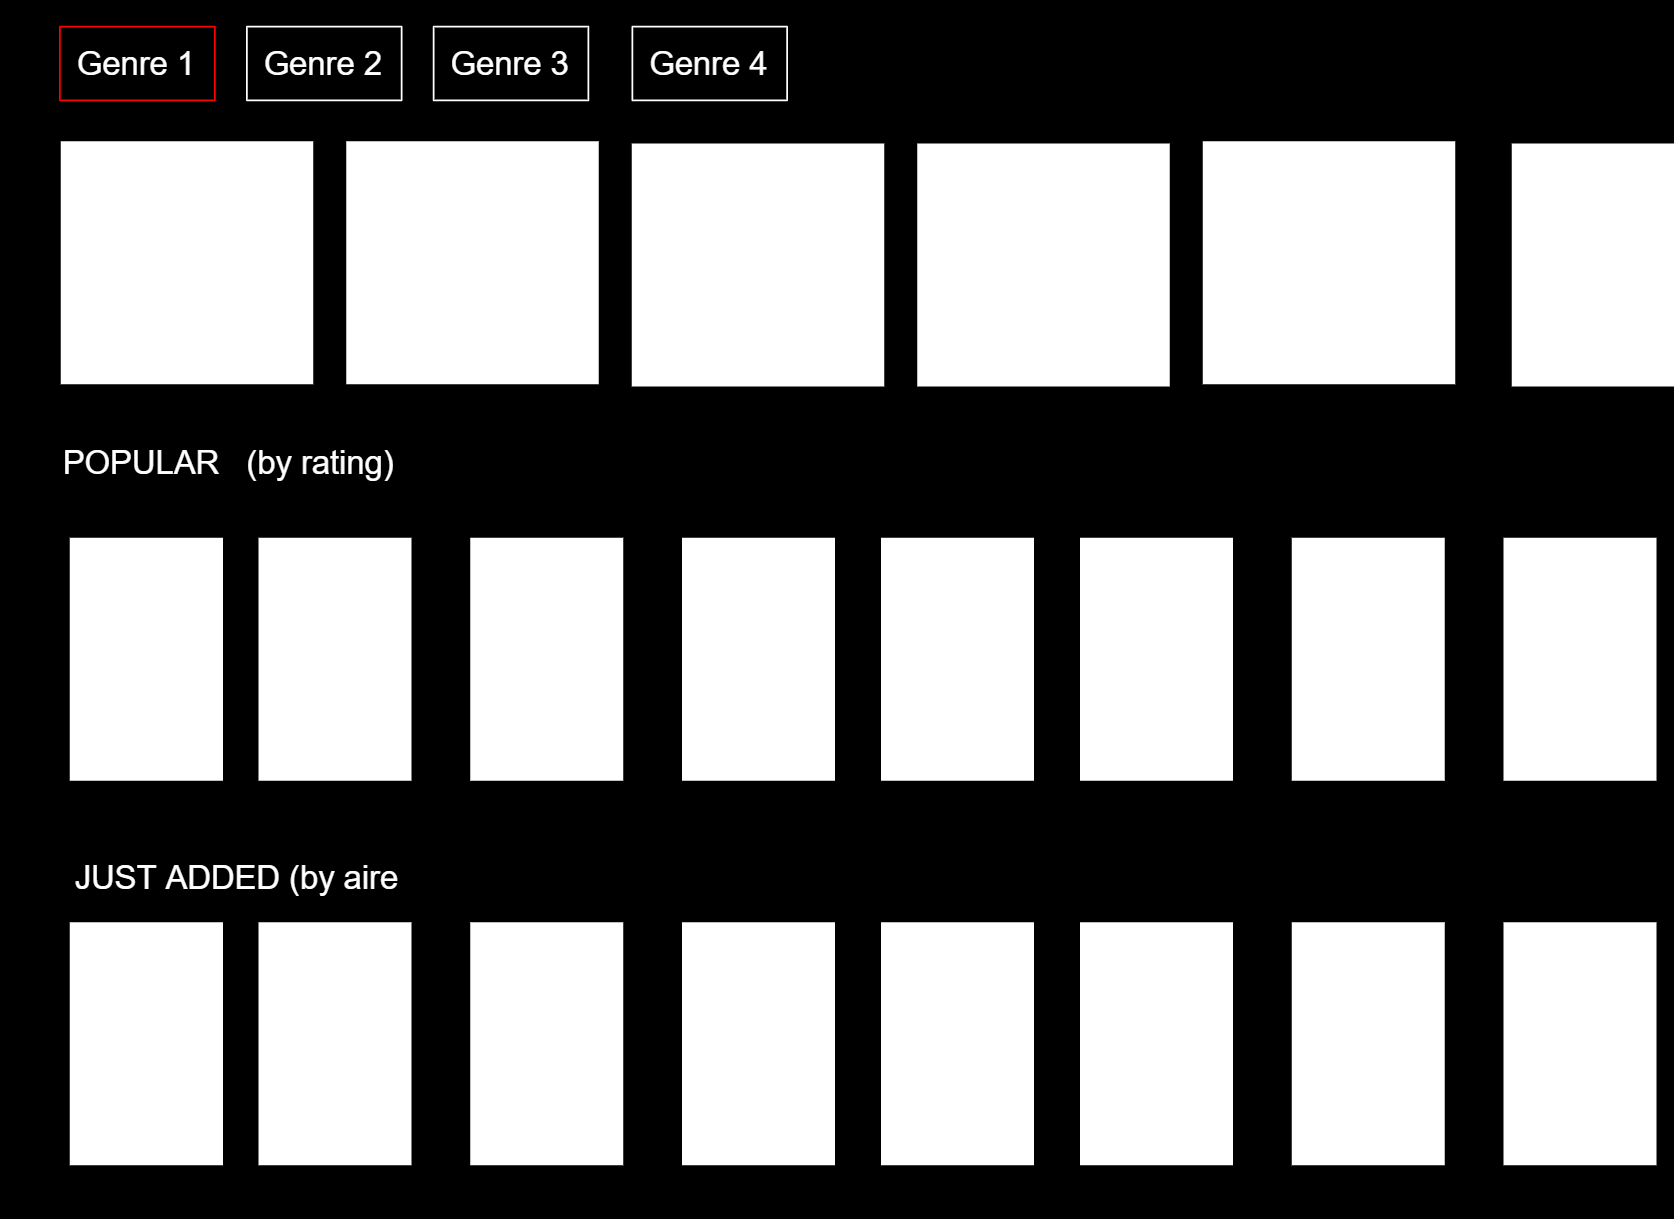 Genre 1 Genre 2 Genre 3 Genre 4
POPULAR (by rating)
JUST ADDED (by aire